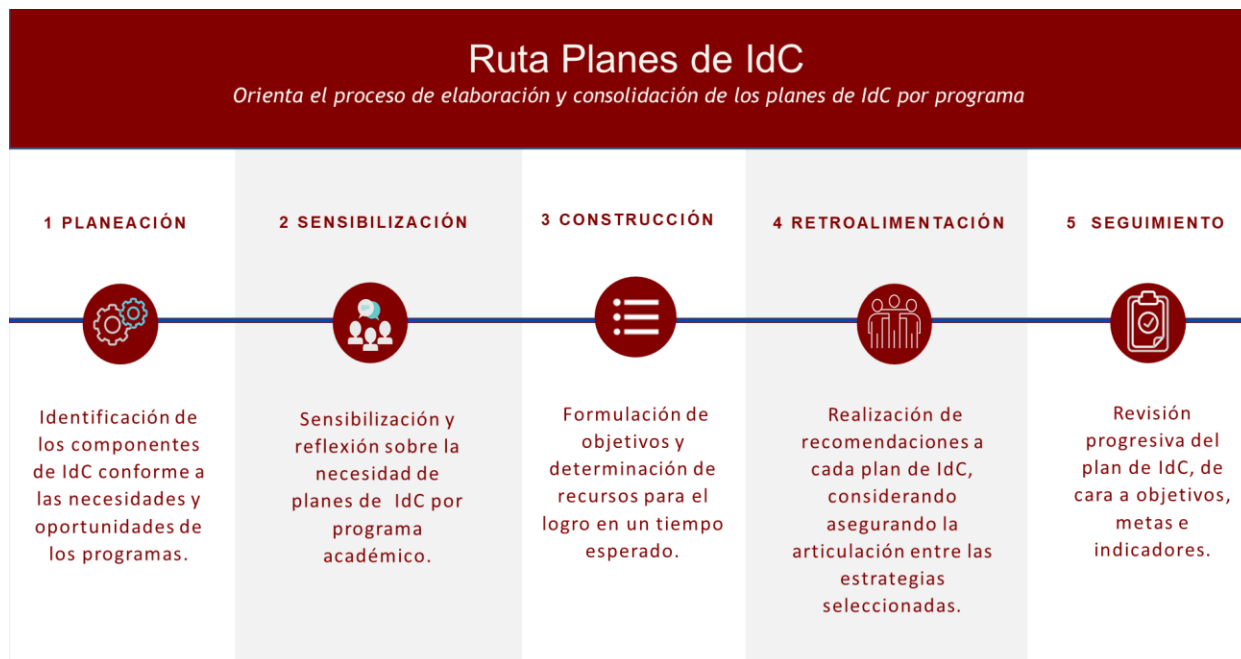 Ruta Planes de IdC
Orienta el proceso de elaboración y consolidación de los planes de IdC por programa
1 PLANEACIÓN
Identificación de
los componentes
de IdC conforme a
las necesidades y
oportunidades de
los programas.
2 SENSIBILIZACIÓN
Sensibilización y
reflexión sobre la
necesidad de
planes de IdC por
programa
académico.
3 CONSTRUCCIÓN
Formulación de
objetivos y
determinación de
recursos para el
logro en un tiempo
esperado.
4 RETROALIMENTACIÓN
Realización de
recomendaciones a
cada plan de IdC,
considerando
asegurando la
articulación entre las
estrategias
seleccionadas.
5 SEGUIMIENTO
Revisión
progresiva del
plan de IdC, de
cara a objetivos,
metas e
indicadores.